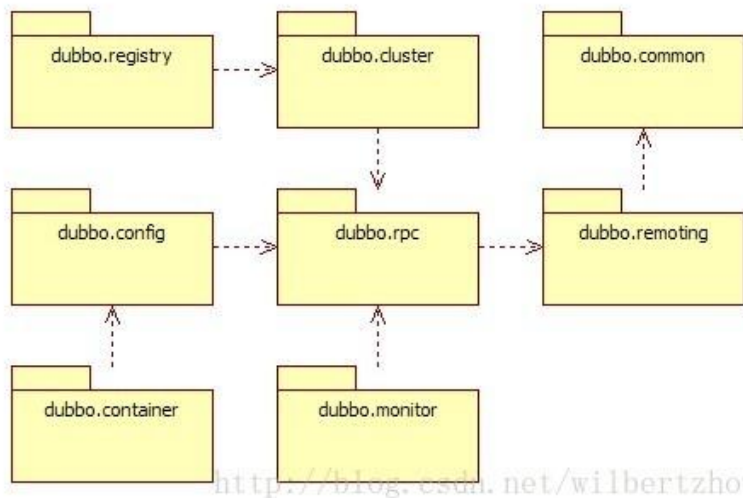 dubbo.registry
dubbo.cluster
dubbo.common
dubbo.config
dubbo.rpc
dubbo.remoting
dubbo.container
dubbo.monitor
http://blog.csdn.net/wilbertzho